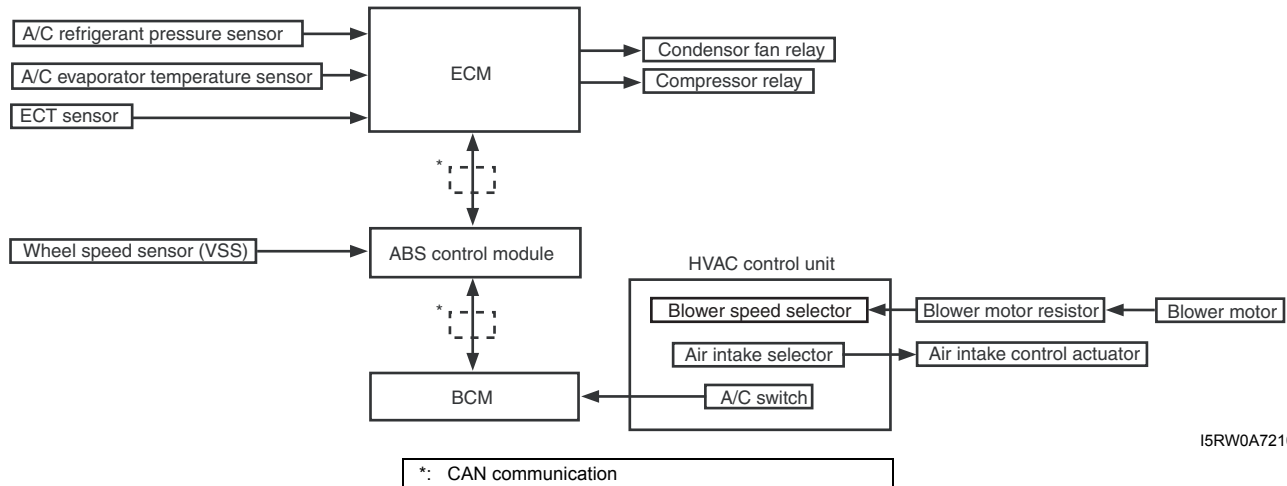 A/C refrigerant pressure sensor
A/C evaporator temperature sensor
ECT sensor
ECM
Condensor fan relay
Compressor relay
*
Wheel speed sensor (VSS)
ABS control module
HVAC control unit
*
Blower speed selector
Blower motor resistor
Blower motor
Air intake selector
Air intake control actuator
BCM
A/C switch
I5RW0A721
*: CAN communication